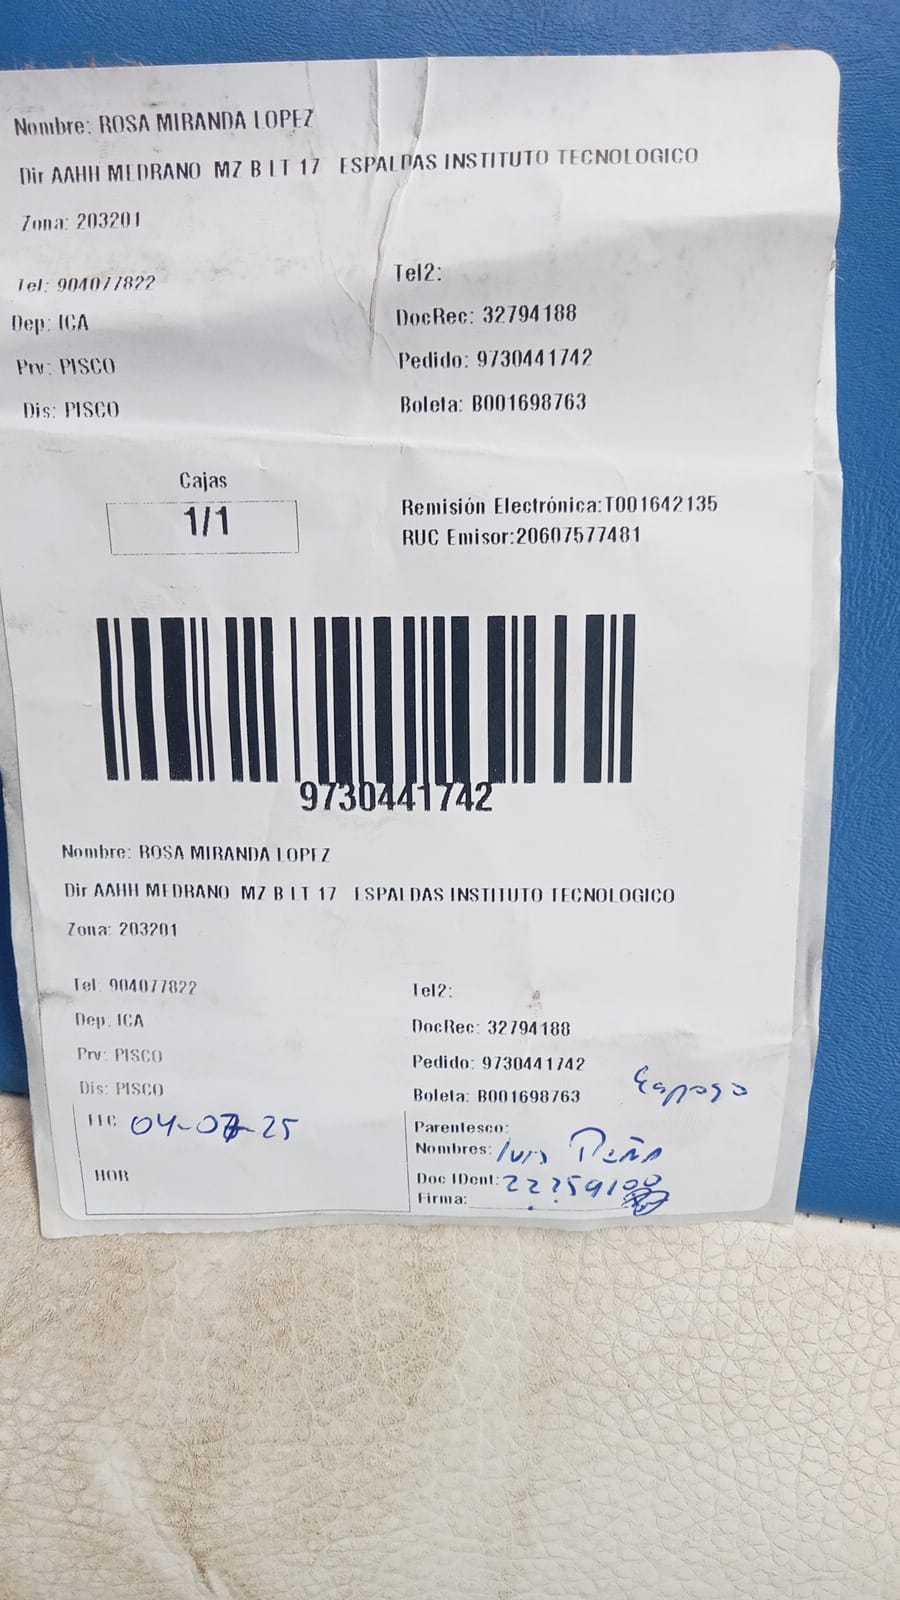 Nombre: ROSA MIRANDA LOPEZ
Dir AAHH MEDRANO MZ B LT 17 ESPALDAS INSTITUTO TECNOLOGICO
Zona: 203201
Tel: 904077822 Tel2:
Dep: ICA DocRec: 32794188
Prv: PISCO Pedido: 9730441742
Dis: PISCO Boleta: B001698763
Cajas
1/1
Remisión Electrónica:T001642135
RUC Emisor:20607577481
9730441742
Nombre: ROSA MIRANDA LOPEZ
Dir AAHH MEDRANO MZ B LT 17 ESPALDAS INSTITUTO TECNOLOGICO
Zona: 203201
Tel: 904077822 Tel2:
Dep: ICA DocRec: 32794188
Prv: PISCO Pedido: 9730441742
Dis: PISCO Boleta: B001698763
04-07-25 Parentesco:
Nombres: Luis Peña
HOR Doc IDent:
Firma: